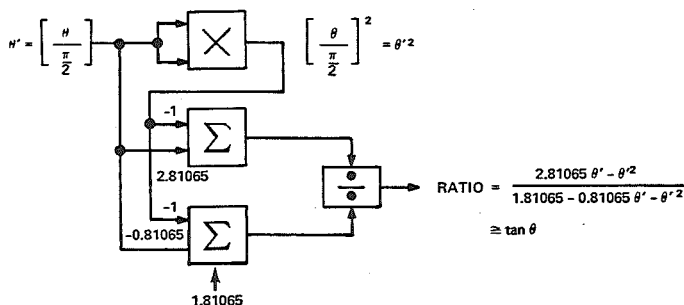 H' = [ H / π/2 ]
×
[ θ / π/2 ]² = θ'²
-1
Σ
2.81065
÷
RATIO = 2.81065 θ' − θ'² / 1.81065 − 0.81065 θ' − θ'²
≅ tan θ
-1
-0.81065
Σ
1.81065